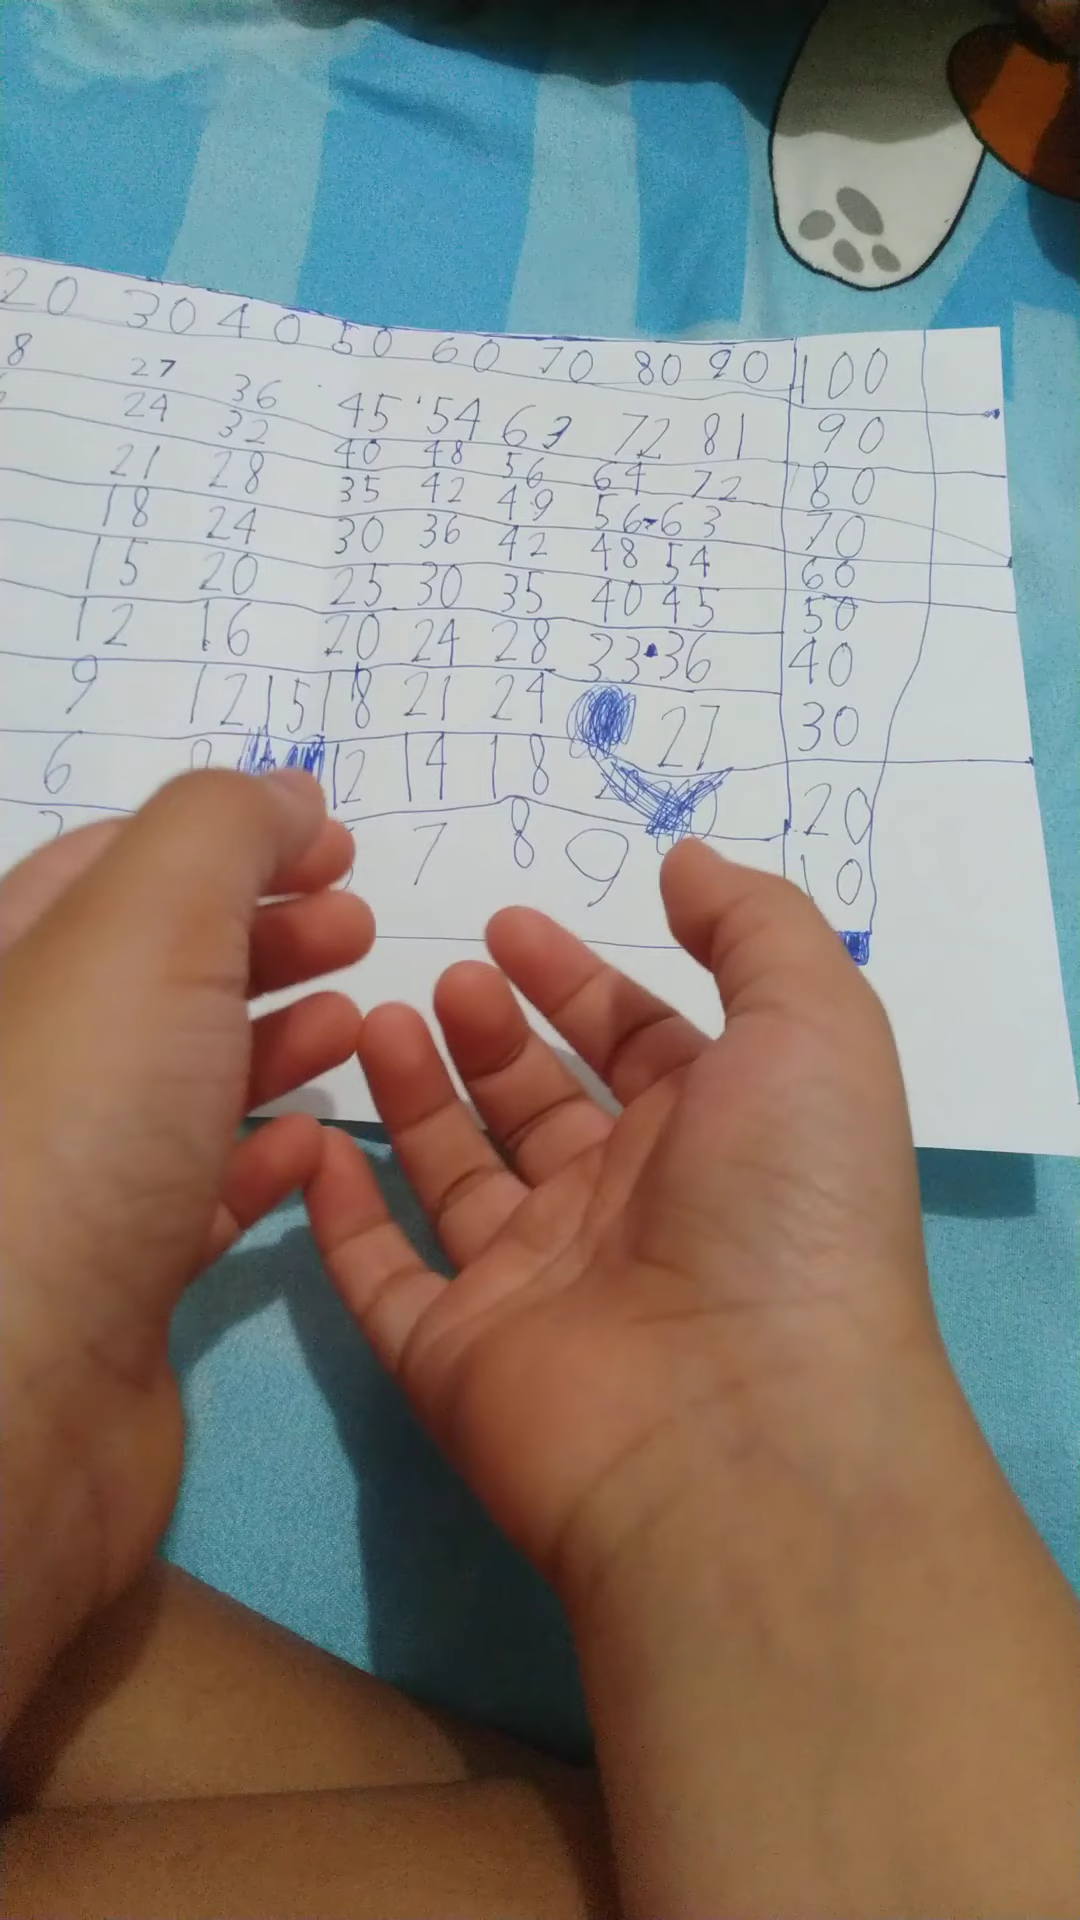 20 30 40 50 60 70 80 90 100
8 27 36 45 54 63 72 81 90
24 32 40 48 56 64 72 80
21 28 35 42 49 56 63 70
18 24 30 36 42 48 54 60
15 20 25 30 35 40 45 50
12 16 20 24 28 33 36 40
9 12 15 18 21 24 27 30
6 12 14 18 20
7 8 9 10